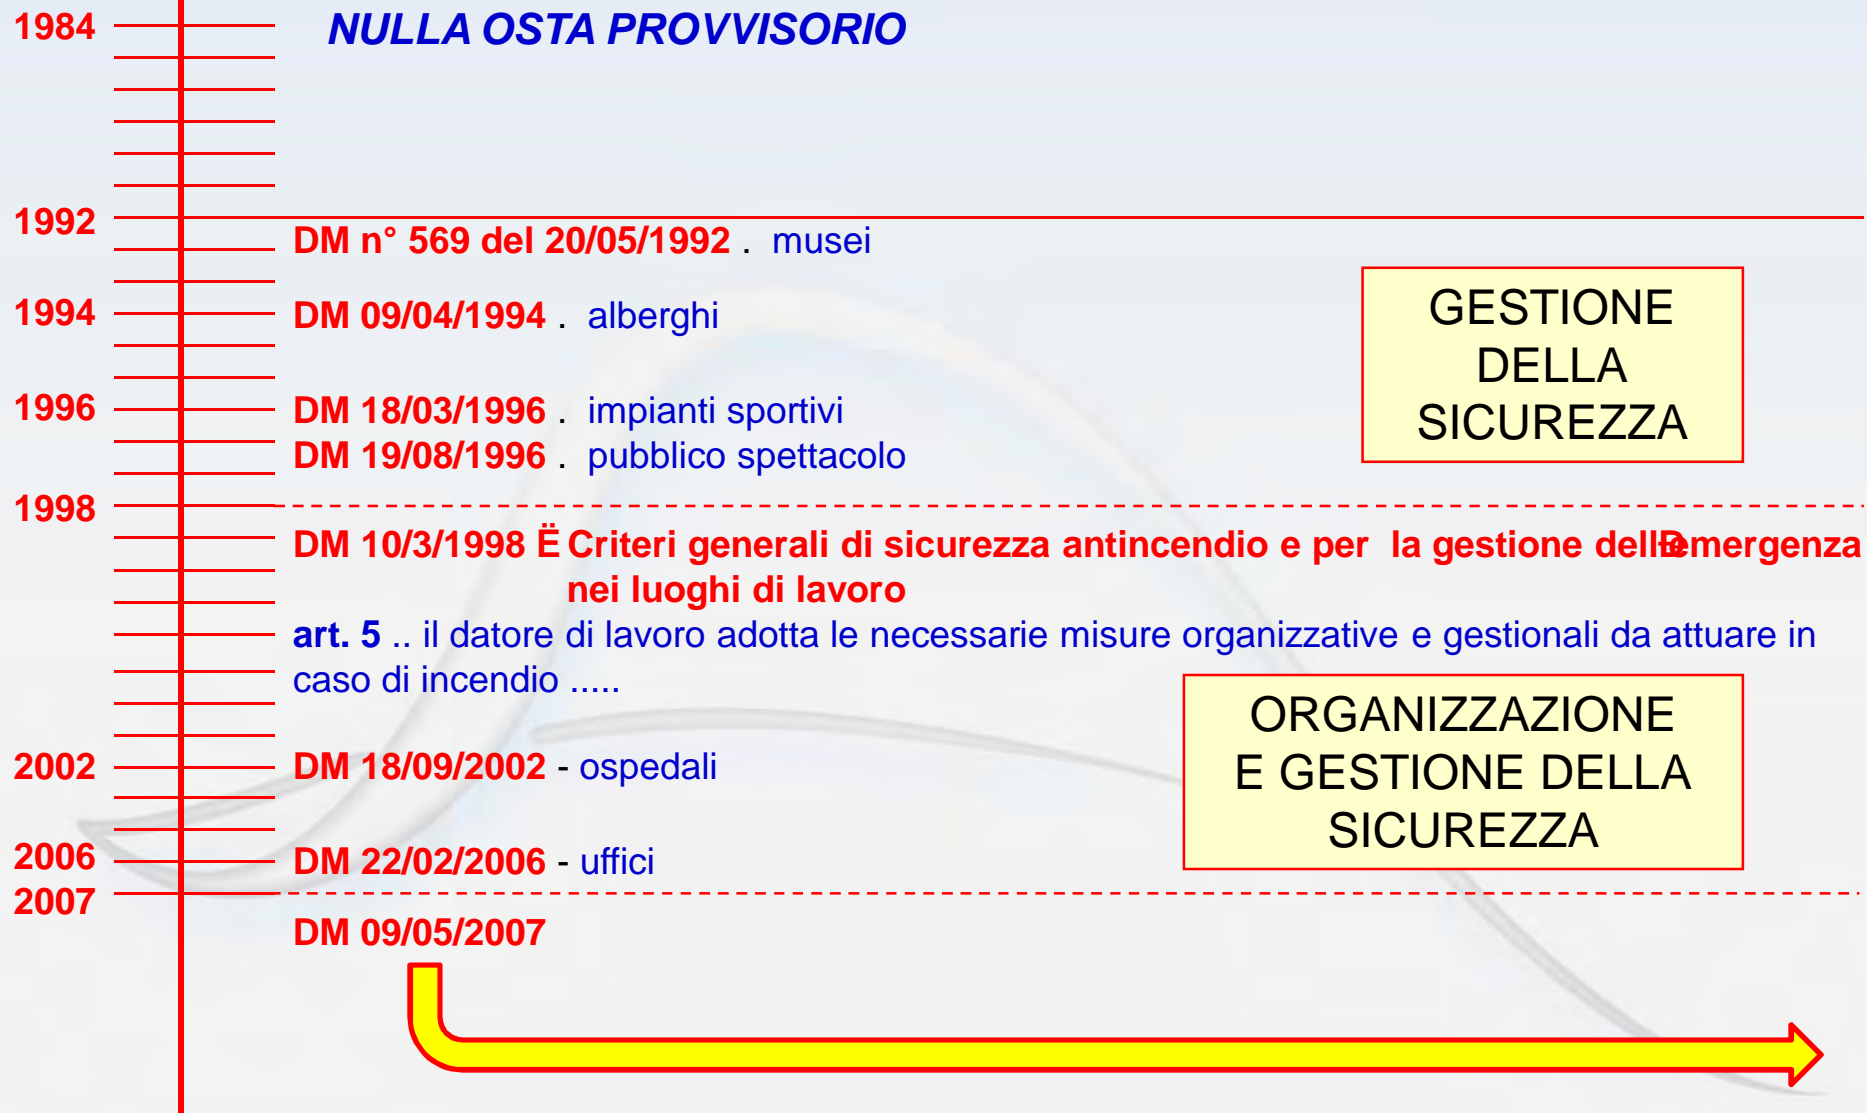 1984 NULLA OSTA PROVVISORIO
1992
DM n° 569 del 20/05/1992 . musei
1994 DM 09/04/1994 . alberghi
GESTIONE
DELLA
SICUREZZA
1996 DM 18/03/1996 . impianti sportivi
DM 19/08/1996 . pubblico spettacolo
1998
DM 10/3/1998 Ë Criteri generali di sicurezza antincendio e per la gestione dellÐemergenza
nei luoghi di lavoro
art. 5 .. il datore di lavoro adotta le necessarie misure organizzative e gestionali da attuare in
caso di incendio .....
ORGANIZZAZIONE
E GESTIONE DELLA
SICUREZZA
2002 DM 18/09/2002 - ospedali
2006 DM 22/02/2006 - uffici
2007
DM 09/05/2007